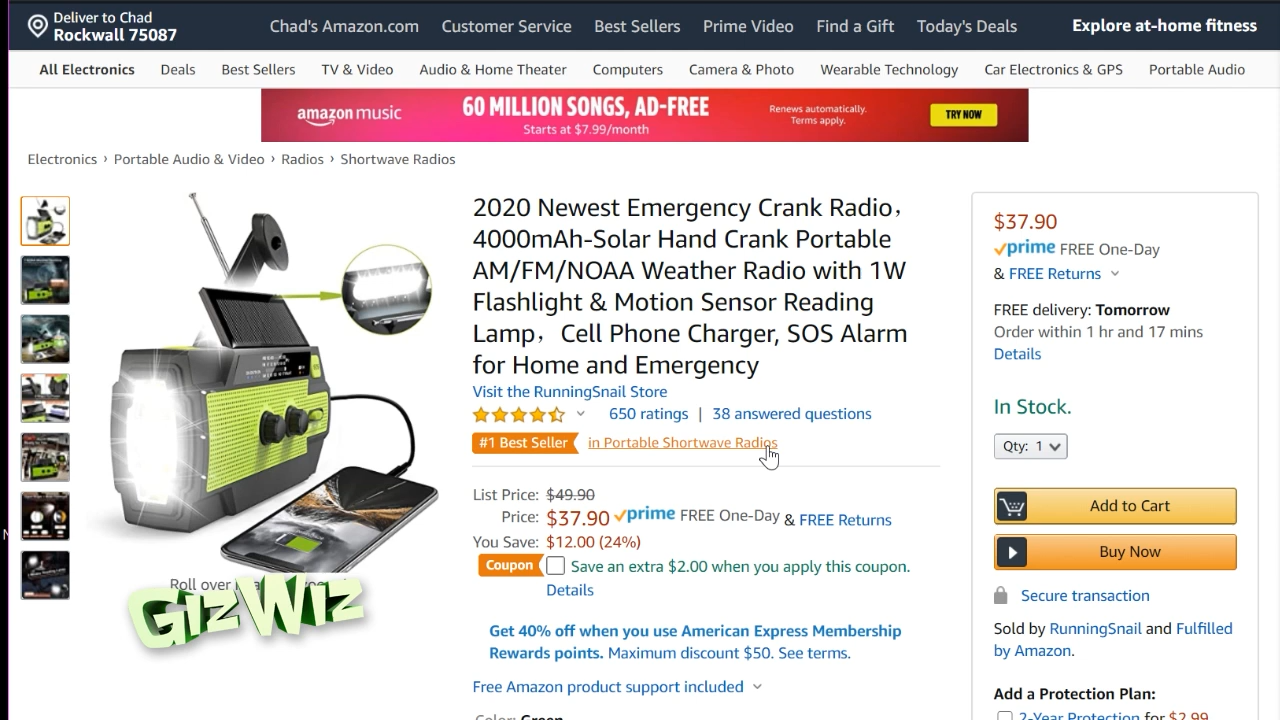 Deliver to Chad
Rockwall 75087
Chad's Amazon.com Customer Service Best Sellers Prime Video Find a Gift Today's Deals
Explore at-home fitness
All Electronics Deals Best Sellers TV & Video Audio & Home Theater Computers Camera & Photo Wearable Technology Car Electronics & GPS Portable Audio
amazon music
60 MILLION SONGS, AD-FREE
Starts at $7.99/month
Renews automatically.
Terms apply.
TRY NOW
Electronics › Portable Audio & Video › Radios › Shortwave Radios
2020 Newest Emergency Crank Radio，
4000mAh-Solar Hand Crank Portable
AM/FM/NOAA Weather Radio with 1W
Flashlight & Motion Sensor Reading
Lamp，Cell Phone Charger, SOS Alarm
for Home and Emergency
Visit the RunningSnail Store
650 ratings | 38 answered questions
#1 Best Seller in Portable Shortwave Radios
List Price: $49.90
Price: $37.90 prime FREE One-Day & FREE Returns
You Save: $12.00 (24%)
Coupon Save an extra $2.00 when you apply this coupon.
Details
Get 40% off when you use American Express Membership
Rewards points. Maximum discount $50. See terms.
Free Amazon product support included
Color: Green
Roll over
GizWiz
$37.90
prime FREE One-Day
& FREE Returns
FREE delivery: Tomorrow
Order within 1 hr and 17 mins
Details
In Stock.
Qty: 1
Add to Cart
Buy Now
Secure transaction
Sold by RunningSnail and Fulfilled
by Amazon.
Add a Protection Plan:
2-Year Protection for $2.99